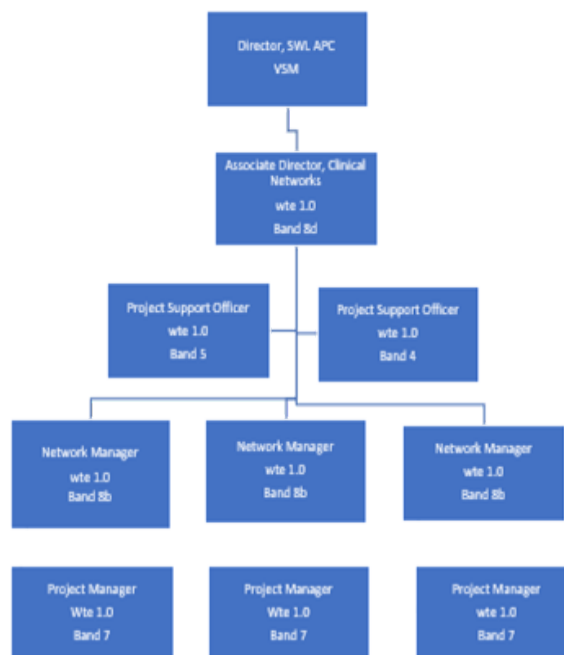 Director, SWL APC
VSM
Associate Director, Clinical
Networks
wte 1.0
Band 8d
Project Support Officer
wte 1.0
Band 5
Project Support Officer
wte 1.0
Band 4
Network Manager
wte 1.0
Band 8b
Network Manager
wte 1.0
Band 8b
Network Manager
wte 1.0
Band 8b
Project Manager
Wte 1.0
Band 7
Project Manager
Wte 1.0
Band 7
Project Manager
wte 1.0
Band 7